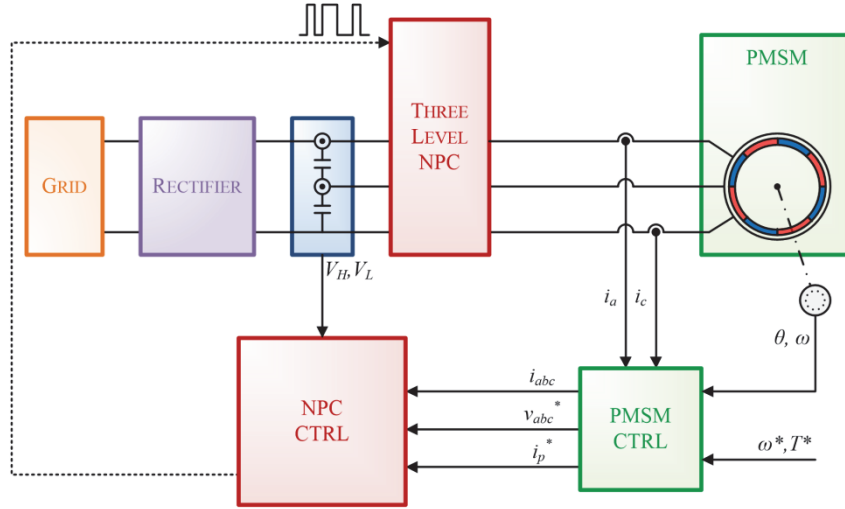 PMSM
THREE
LEVEL
NPC
GRID
RECTIFIER
V_H, V_L
i_a
i_c
θ, ω
i_abc
v_abc*
i_p*
NPC
CTRL
PMSM
CTRL
ω*,T*